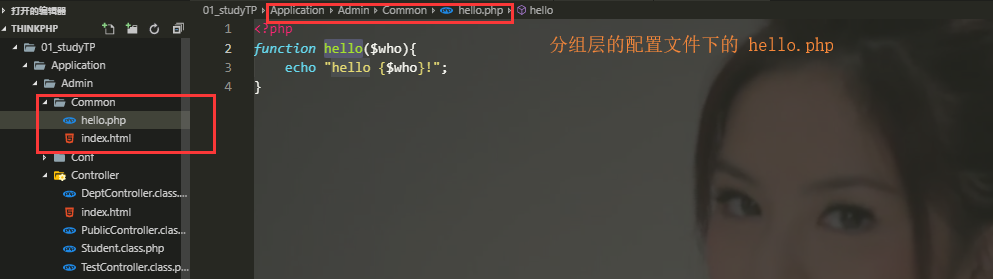 打开的编辑器
THINKPHP
01_studyTP
Application
Admin
Common
hello.php
index.html
Conf
Controller
DeptController.class....
index.html
PublicController.clas...
Student.class.php
TestController.class.p...
01_studyTP Application Admin Common hello.php hello
1 <?php
2 function hello($who){
3 echo "hello {$who}!";
4 }
分组层的配置文件下的 hello.php